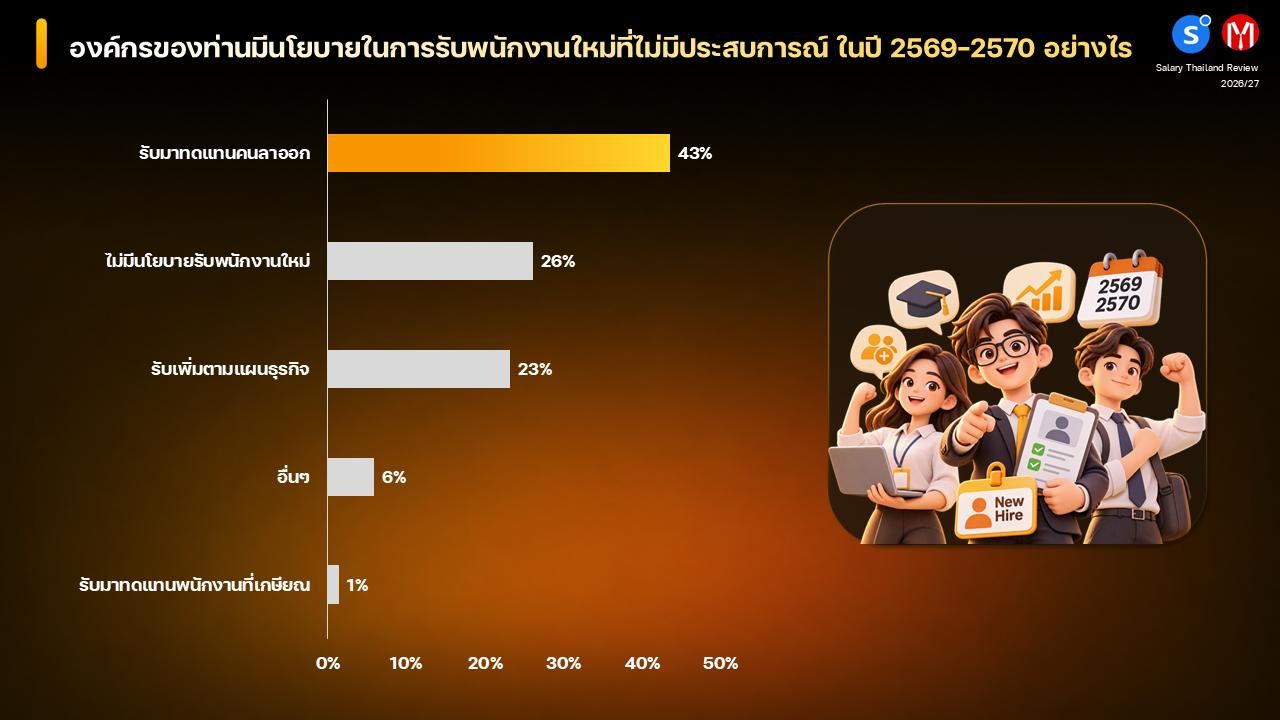 องค์กรของท่านมีนโยบายในการรับพนักงานใหม่ที่ไม่มีประสบการณ์ ในปี 2569-2570 อย่างไร
S
Salary Thailand Review
2026/27
รับมาทดแทนคนลาออก
43%
ไม่มีนโยบายรับพนักงานใหม่
26%
รับเพิ่มตามแผนธุรกิจ
23%
อื่นๆ
6%
รับมาทดแทนพนักงานที่เกษียณ
1%
0% 10% 20% 30% 40% 50%
2569
2570
New
Hire